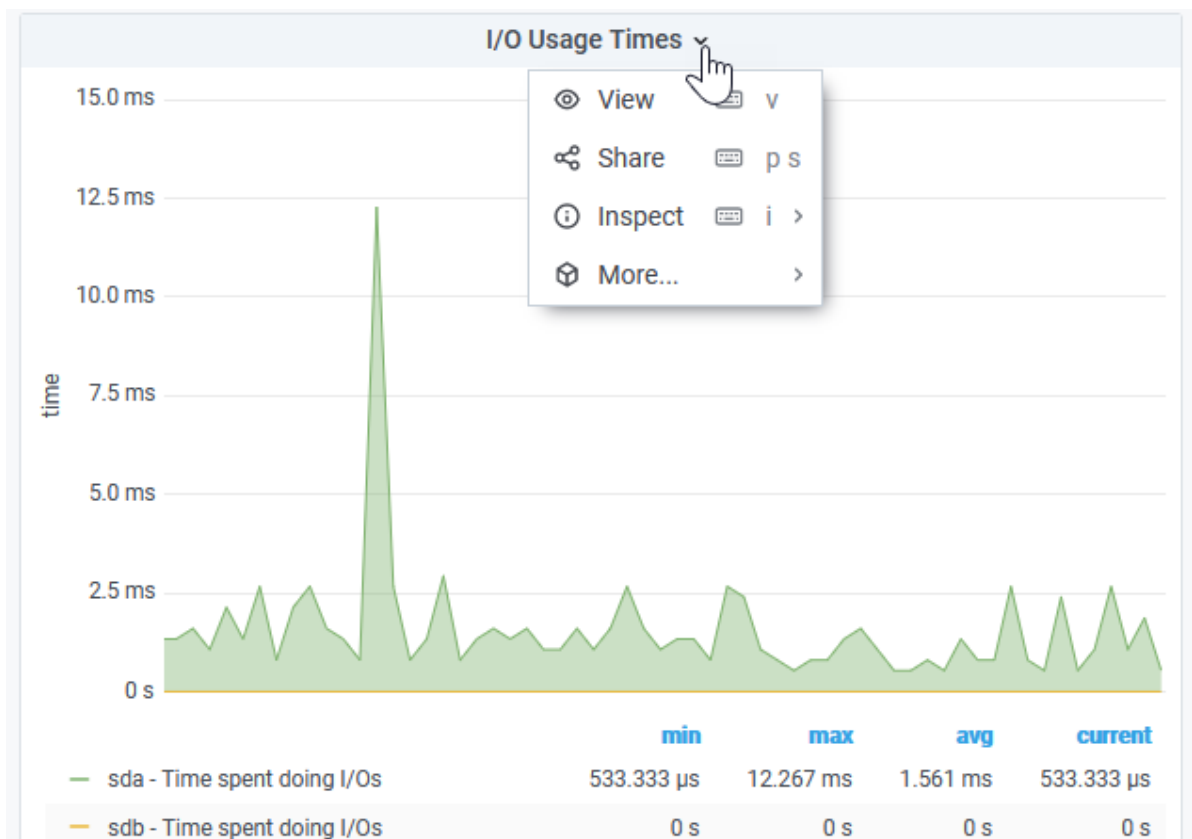 I/O Usage Times
View v
Share p s
Inspect i
More...
15.0 ms
12.5 ms
10.0 ms
7.5 ms
5.0 ms
2.5 ms
0 s
time
min max avg current
sda - Time spent doing I/Os 533.333 µs 12.267 ms 1.561 ms 533.333 µs
sdb - Time spent doing I/Os 0 s 0 s 0 s 0 s